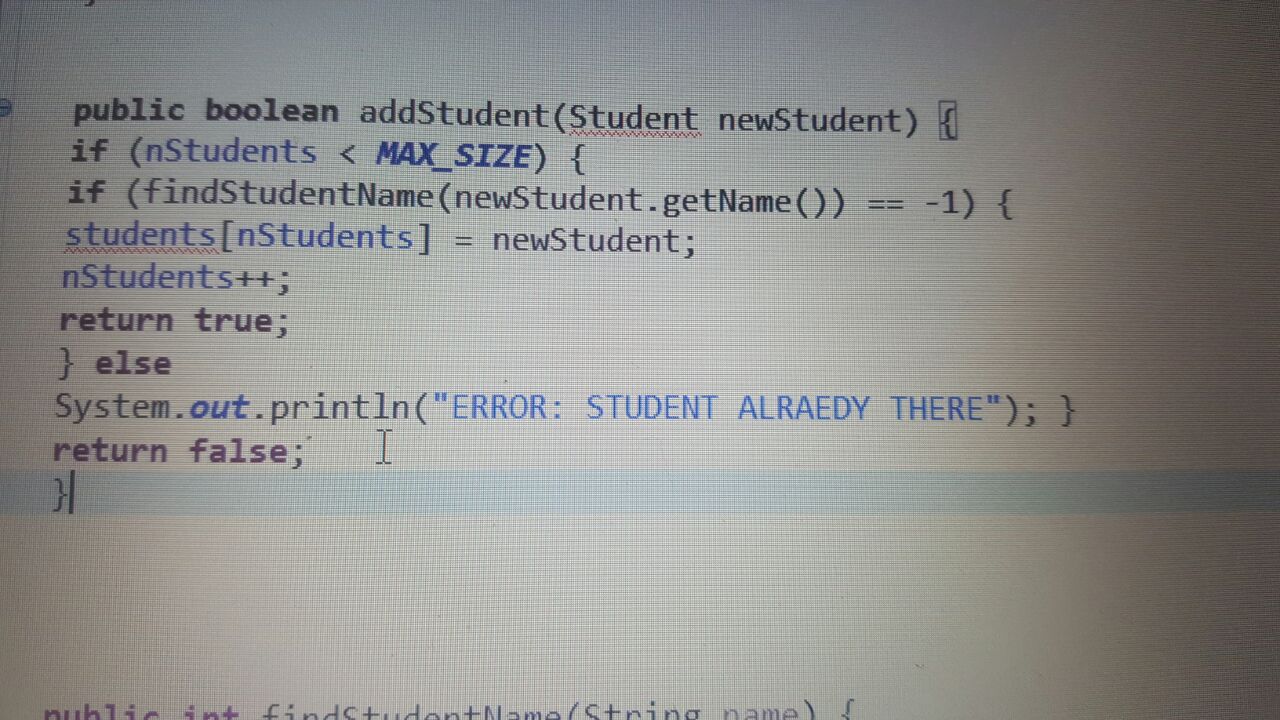 public boolean addStudent(Student newStudent) {
if (nStudents < MAX_SIZE) {
if (findStudentName(newStudent.getName()) == -1) {
students[nStudents] = newStudent;
nStudents++;
return true;
} else
System.out.println("ERROR: STUDENT ALRAEDY THERE"); }
return false;
}
public int findStudentName(String name) {